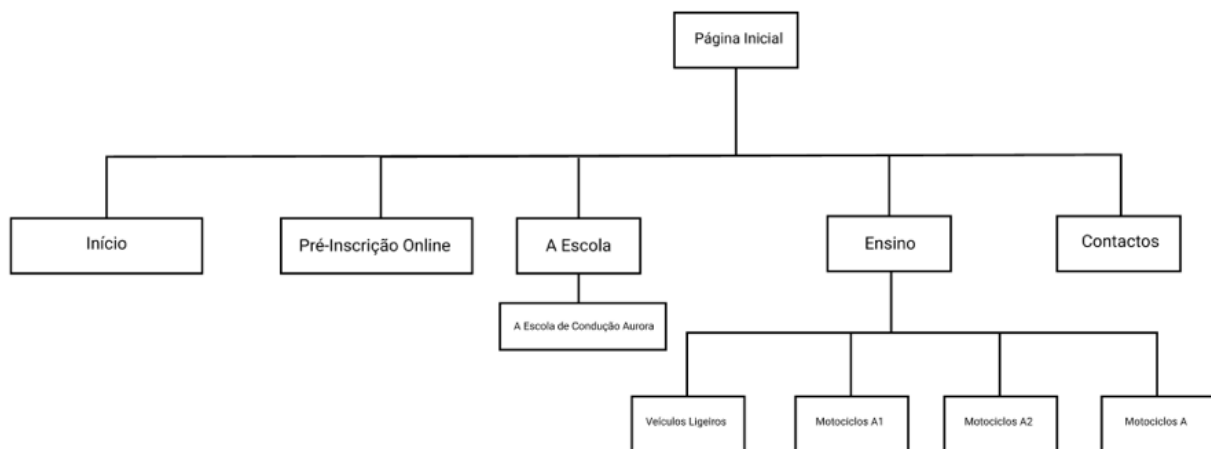 Página Inicial
Início
Pré-Inscrição Online
A Escola
Ensino
Contactos
A Escola de Condução Aurora
Veículos Ligeiros
Motociclos A1
Motociclos A2
Motociclos A